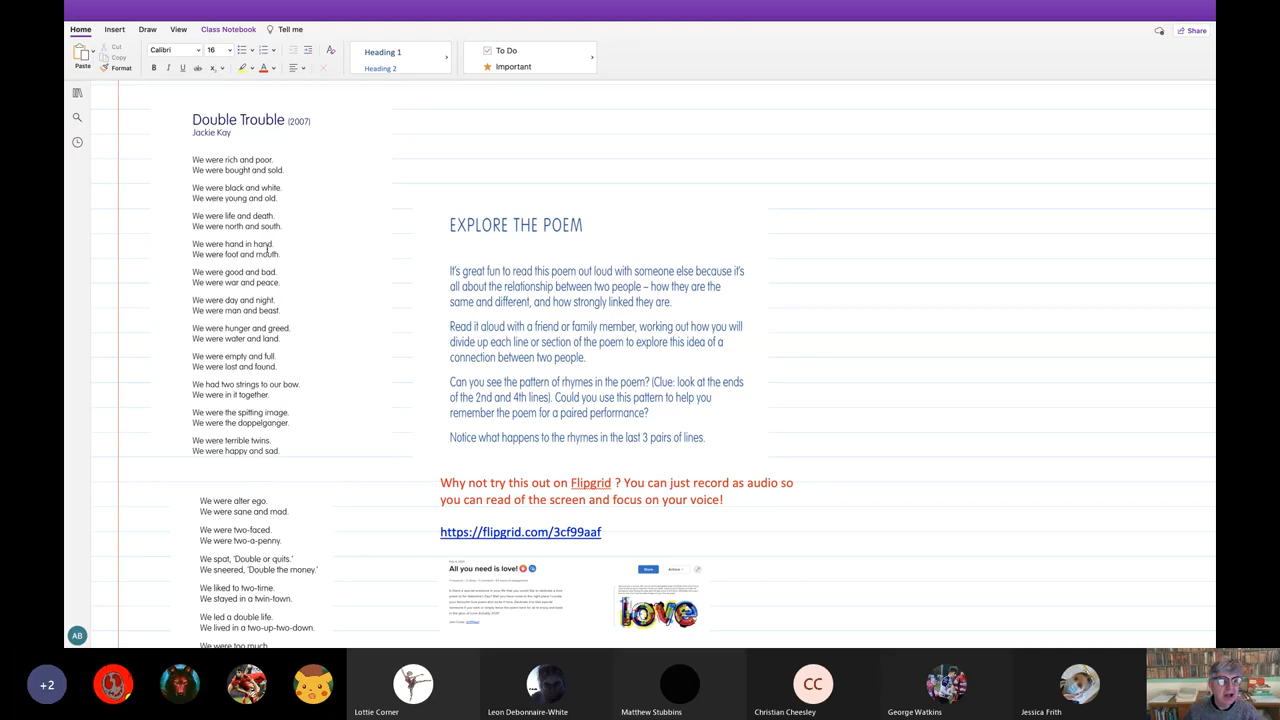 Home Insert Draw View Class Notebook Tell me
Share
Paste
Cut
Copy
Format
Calibri 16
Heading 1
Heading 2
To Do
Important
Double Trouble (2007)
Jackie Kay
We were rich and poor.
We were bought and sold.
We were black and white.
We were young and old.
We were life and death.
We were north and south.
We were hand in hand.
We were foot and mouth.
We were good and bad.
We were war and peace.
We were day and night.
We were man and beast.
We were hunger and greed.
We were water and land.
We were empty and full.
We were lost and found.
We had two strings to our bow.
We were in it together.
We were the spitting image.
We were the doppelganger.
We were terrible twins.
We were happy and sad.
We were alter ego.
We were sane and mad.
We were two-faced.
We were two-a-penny.
We spat, 'Double or quits.'
We sneered, 'Double the money.'
We liked to two-time.
We stayed in a twin-town.
We led a double life.
We lived in a two-up-two-down.
We were too much
EXPLORE THE POEM
It's great fun to read this poem out loud with someone else because it's
all about the relationship between two people – how they are the
same and different, and how strongly linked they are.
Read it aloud with a friend or family member, working out how you will
divide up each line or section of the poem to explore this idea of a
connection between two people.
Can you see the pattern of rhymes in the poem? (Clue: look at the ends
of the 2nd and 4th lines). Could you use this pattern to help you
remember the poem for a paired performance?
Notice what happens to the rhymes in the last 3 pairs of lines.
Why not try this out on Flipgrid ? You can just record as audio so
you can read of the screen and focus on your voice!
https://flipgrid.com/3cf99aaf
All you need is love!
Share
love
AB
+2
CC
Lottie Corner
Leon Debonnaire-White
Matthew Stubbins
Christian Cheesley
George Watkins
Jessica Frith